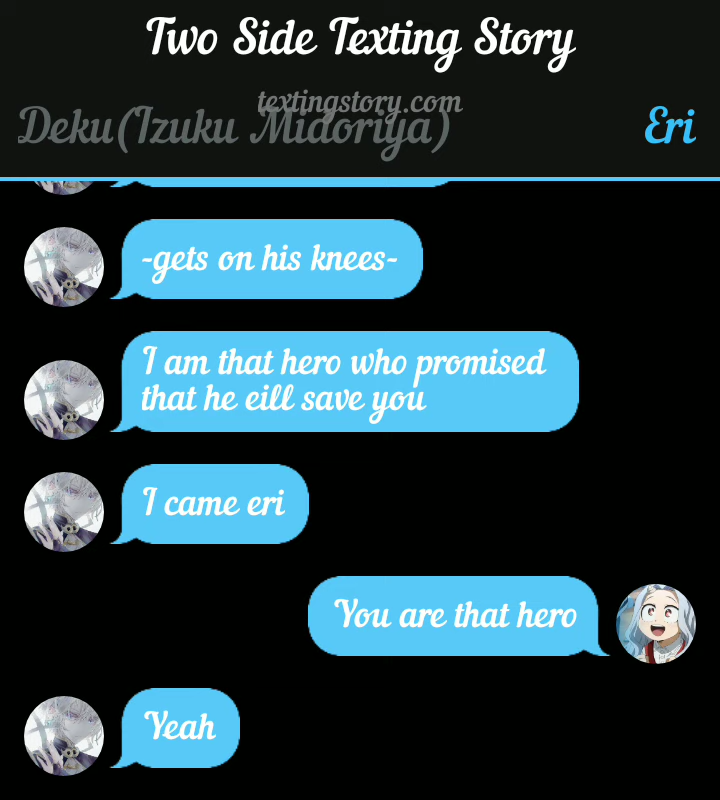 Two Side Texting Story
textingstory.com
Deku(Izuku Midoriya)
Eri
-gets on his knees-
I am that hero who promised
that he eill save you
I came eri
You are that hero
Yeah